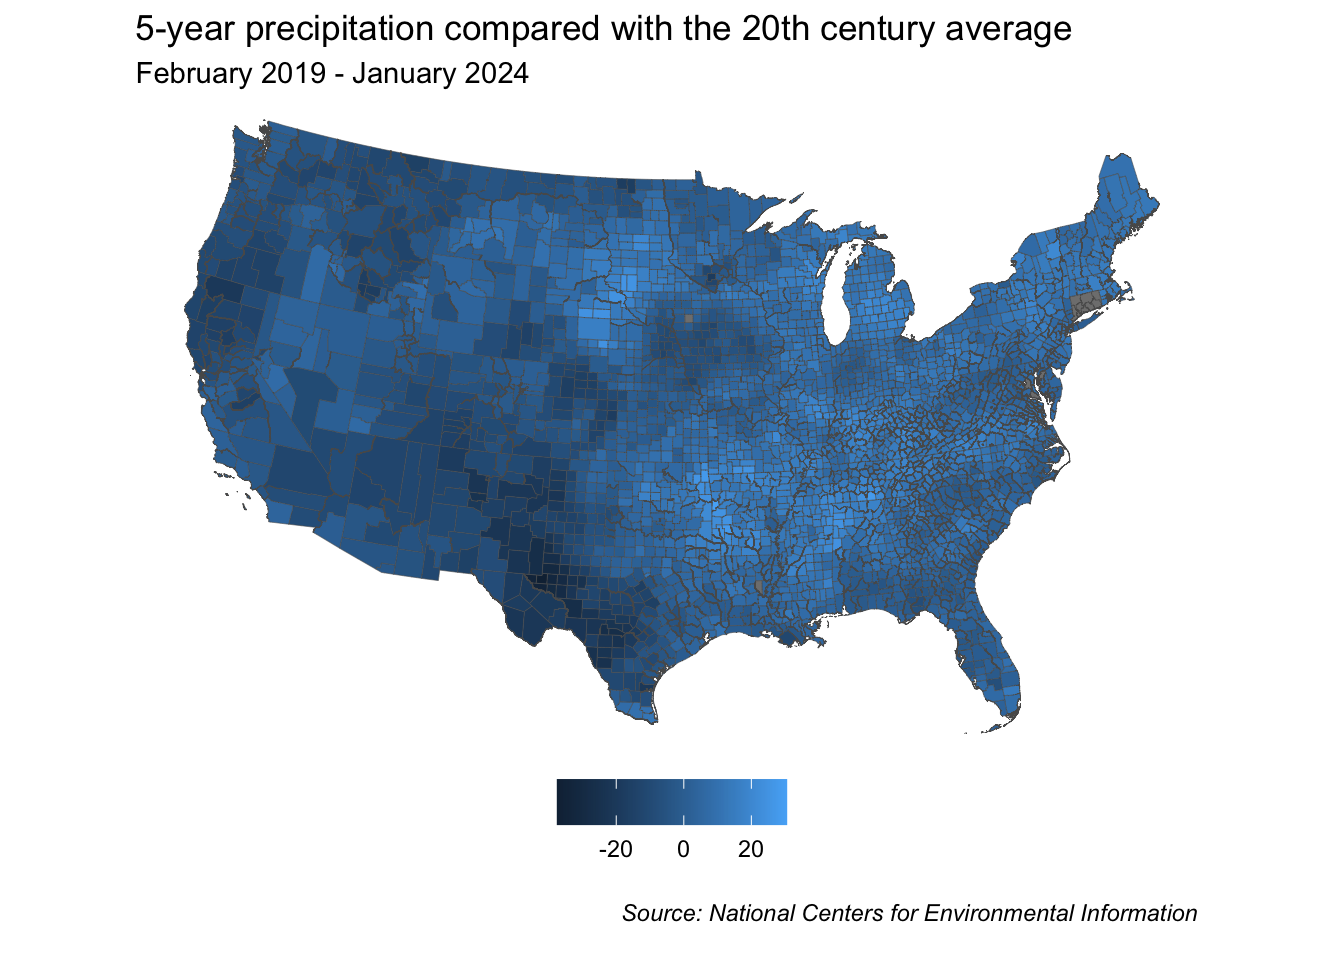 5-year precipitation compared with the 20th century average
February 2019 - January 2024
-20 0 20
Source: National Centers for Environmental Information